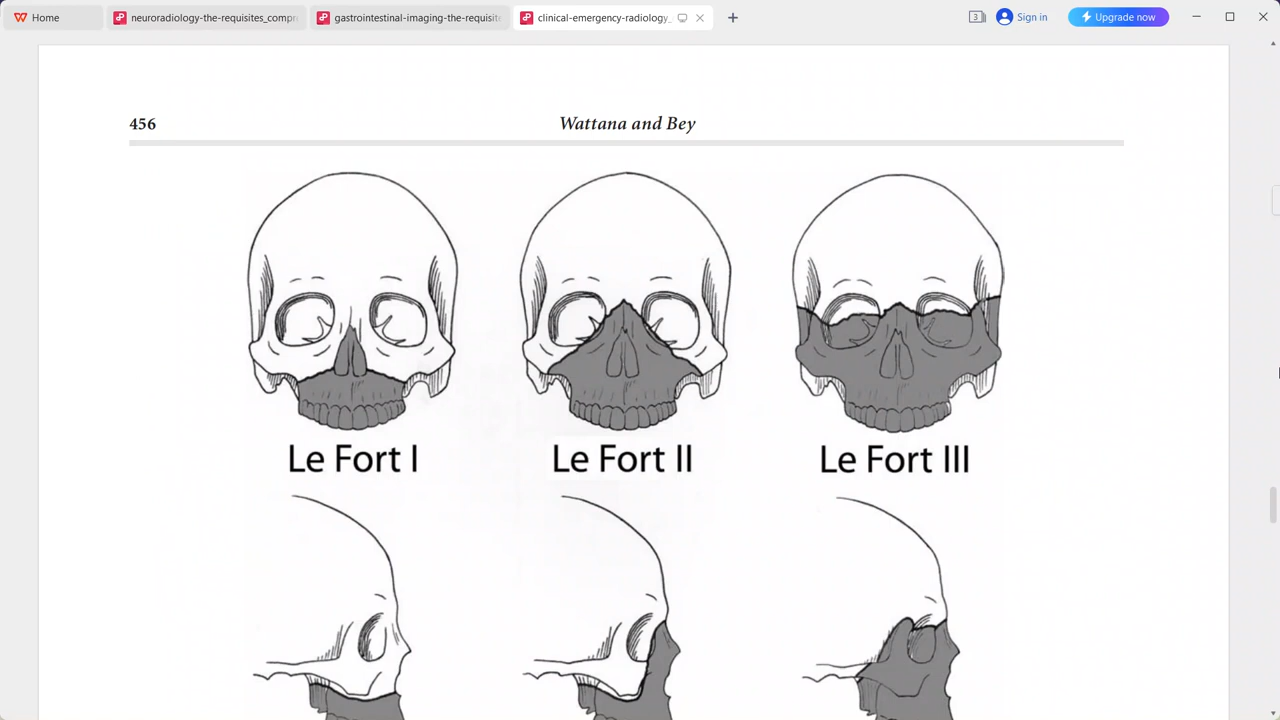 Home
neuroradiology-the-requisites_compr
gastrointestinal-imaging-the-requisite
clinical-emergency-radiology_
3
Sign in
Upgrade now
456
Wattana and Bey
Le Fort I
Le Fort II
Le Fort III